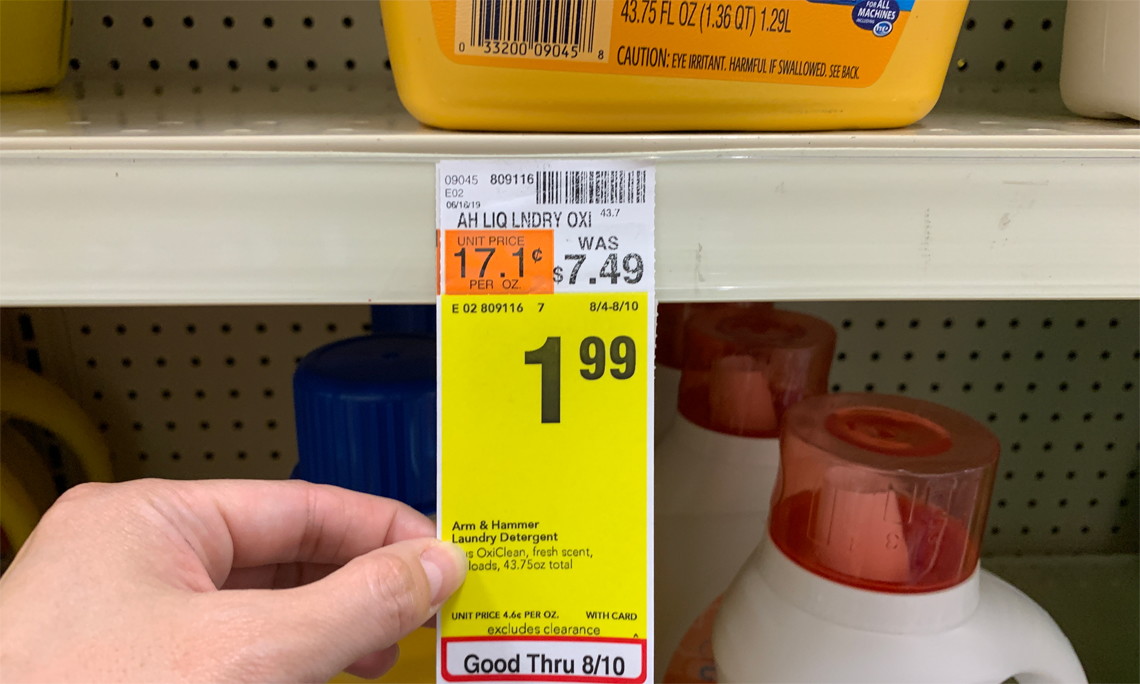 43.75 FL OZ (1.36 QT) 1.29L
FOR ALL
MACHINES
INCLUDING
he
0 33200 09045 8
CAUTION: EYE IRRITANT. HARMFUL IF SWALLOWED. SEE BACK.
09045 809116
E02
06/16/19
AH LIQ LNDRY OXI 43.7
UNIT PRICE
17.1¢
PER OZ.
WAS
$7.49
E 02 809116 7 8/4-8/10
1 99
Arm & Hammer
Laundry Detergent
OxiClean, fresh scent,
loads, 43.75oz total
UNIT PRICE 4.6¢ PER OZ. WITH CARD
excludes clearance ^
Good Thru 8/10